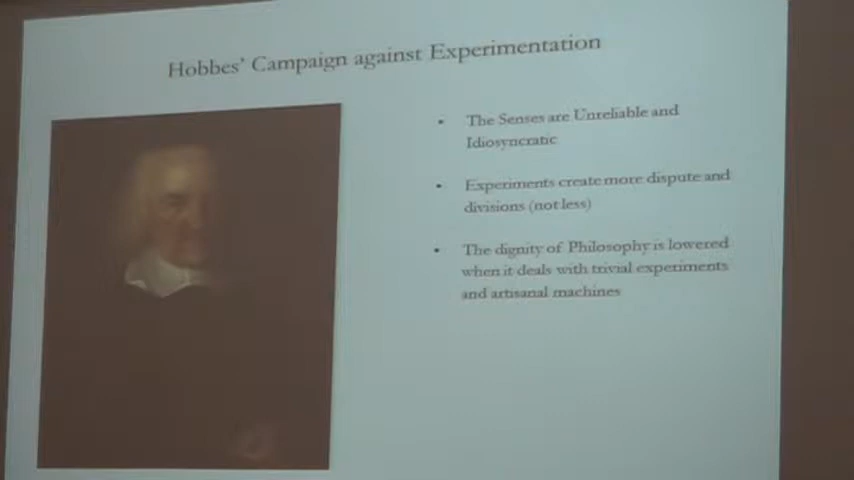 Hobbes' Campaign against Experimentation
• The Senses are Unreliable and
Idiosyncratic
• Experiments create more dispute and
divisions (not less)
• The dignity of Philosophy is lowered
when it deals with trivial experiments
and artisanal machines